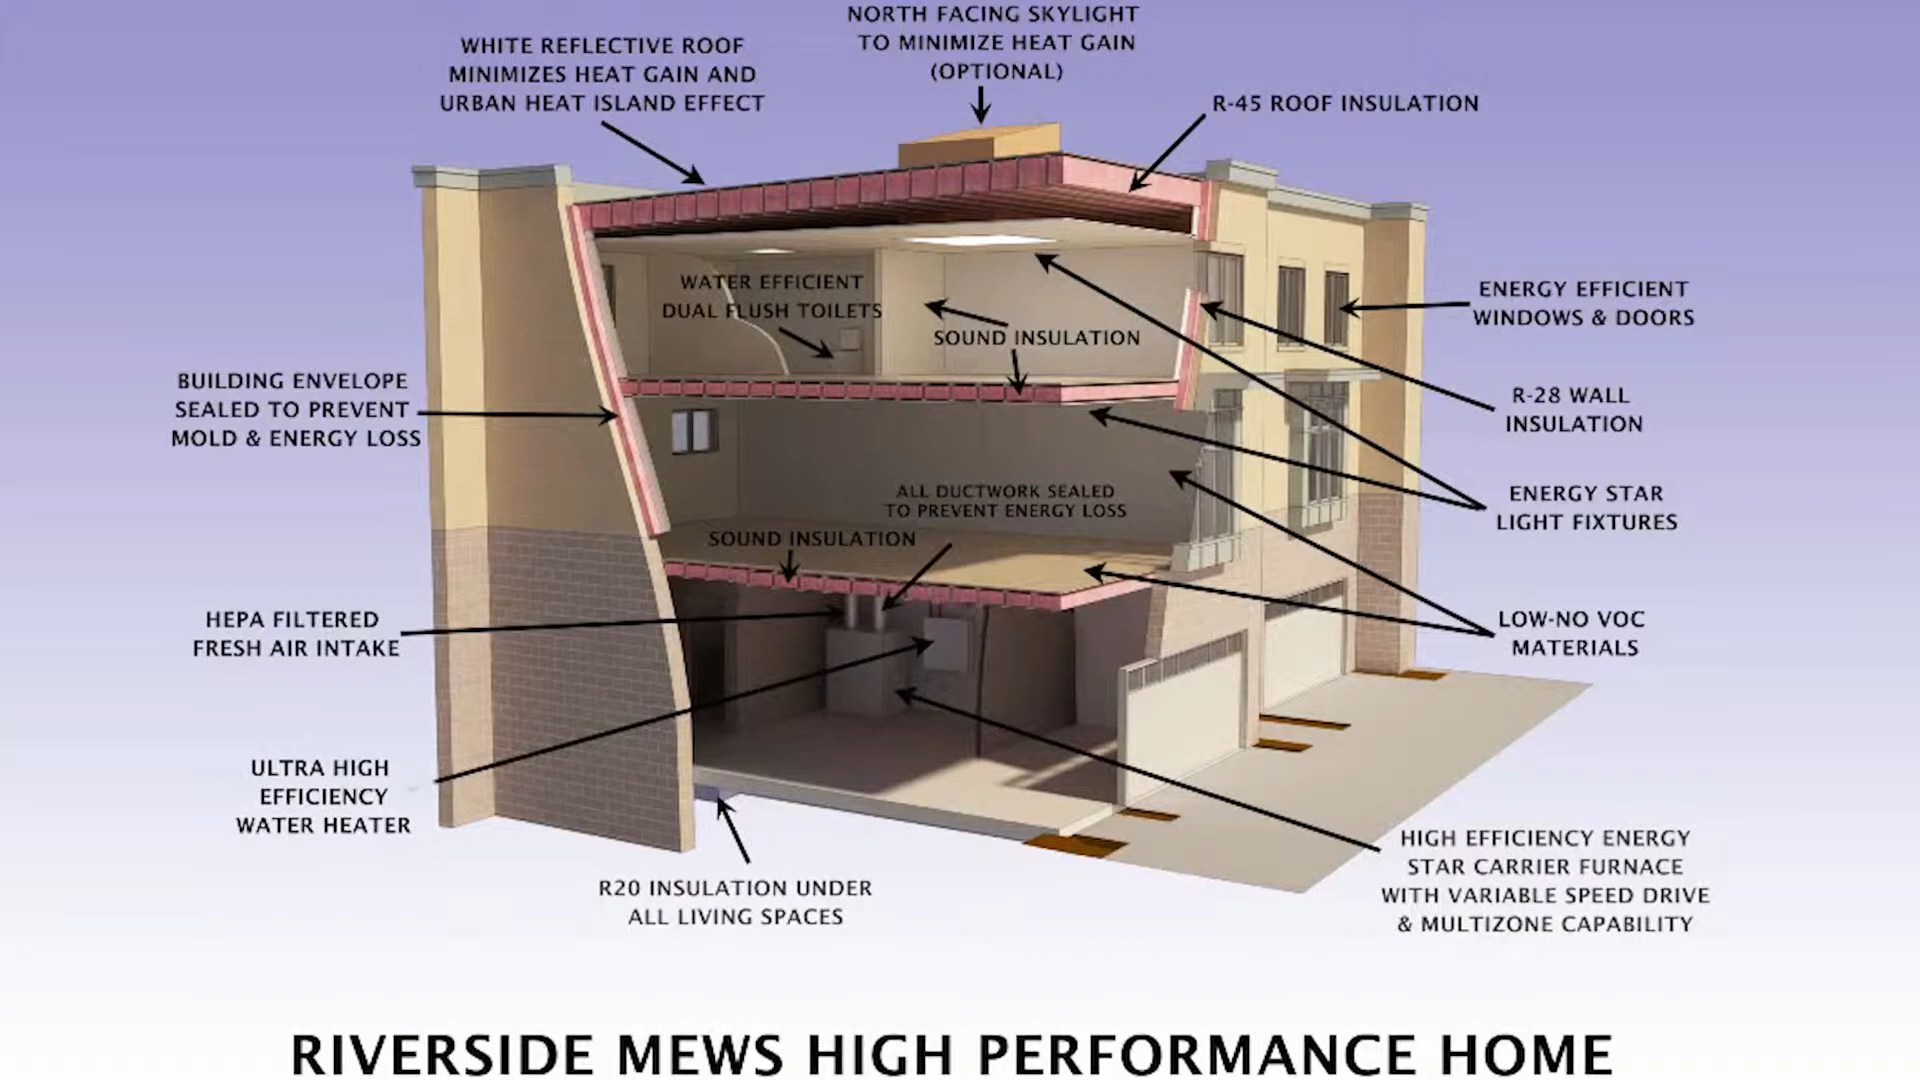 NORTH FACING SKYLIGHT
TO MINIMIZE HEAT GAIN
(OPTIONAL)
WHITE REFLECTIVE ROOF
MINIMIZES HEAT GAIN AND
URBAN HEAT ISLAND EFFECT
R-45 ROOF INSULATION
WATER EFFICIENT
DUAL FLUSH TOILETS
SOUND INSULATION
ENERGY EFFICIENT
WINDOWS & DOORS
BUILDING ENVELOPE
SEALED TO PREVENT
MOLD & ENERGY LOSS
R-28 WALL
INSULATION
ALL DUCTWORK SEALED
TO PREVENT ENERGY LOSS
ENERGY STAR
LIGHT FIXTURES
SOUND INSULATION
HEPA FILTERED
FRESH AIR INTAKE
LOW-NO VOC
MATERIALS
ULTRA HIGH
EFFICIENCY
WATER HEATER
R20 INSULATION UNDER
ALL LIVING SPACES
HIGH EFFICIENCY ENERGY
STAR CARRIER FURNACE
WITH VARIABLE SPEED DRIVE
& MULTIZONE CAPABILITY
RIVERSIDE MEWS HIGH PERFORMANCE HOME